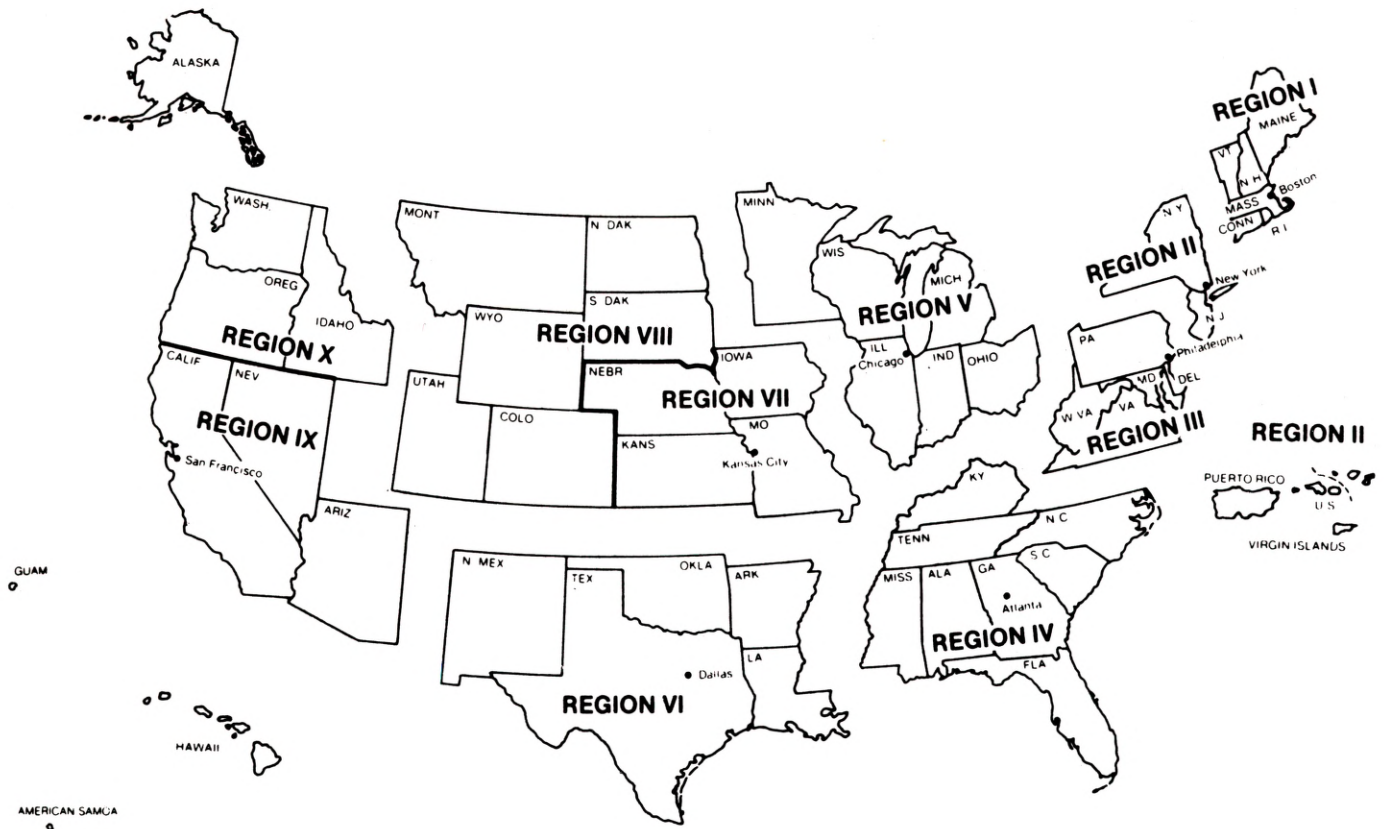 ALASKA
REGION I
MAINE
VT
N H
Boston
MASS
CONN
R I
WASH.
MONT
N DAK
MINN
N Y
REGION II
New York
N J
OREG
IDAHO
REGION X
S DAK
WYO
REGION VIII
WIS
MICH
REGION V
PA
Philadelphia
MD
DEL
CALIF
NEV
UTAH
NEBR
IOWA
ILL
Chicago
IND
OHIO
REGION IX
COLO
REGION VII
MO
KANS
Kansas City
W VA
VA
REGION III
REGION II
San Francisco
ARIZ
KY
PUERTO RICO
U S
VIRGIN ISLANDS
TENN
N C
S C
GUAM
N MEX
TEX
OKLA
ARK
MISS
ALA
GA
Atlanta
REGION IV
FLA
LA
Dallas
REGION VI
HAWAII
AMERICAN SAMOA